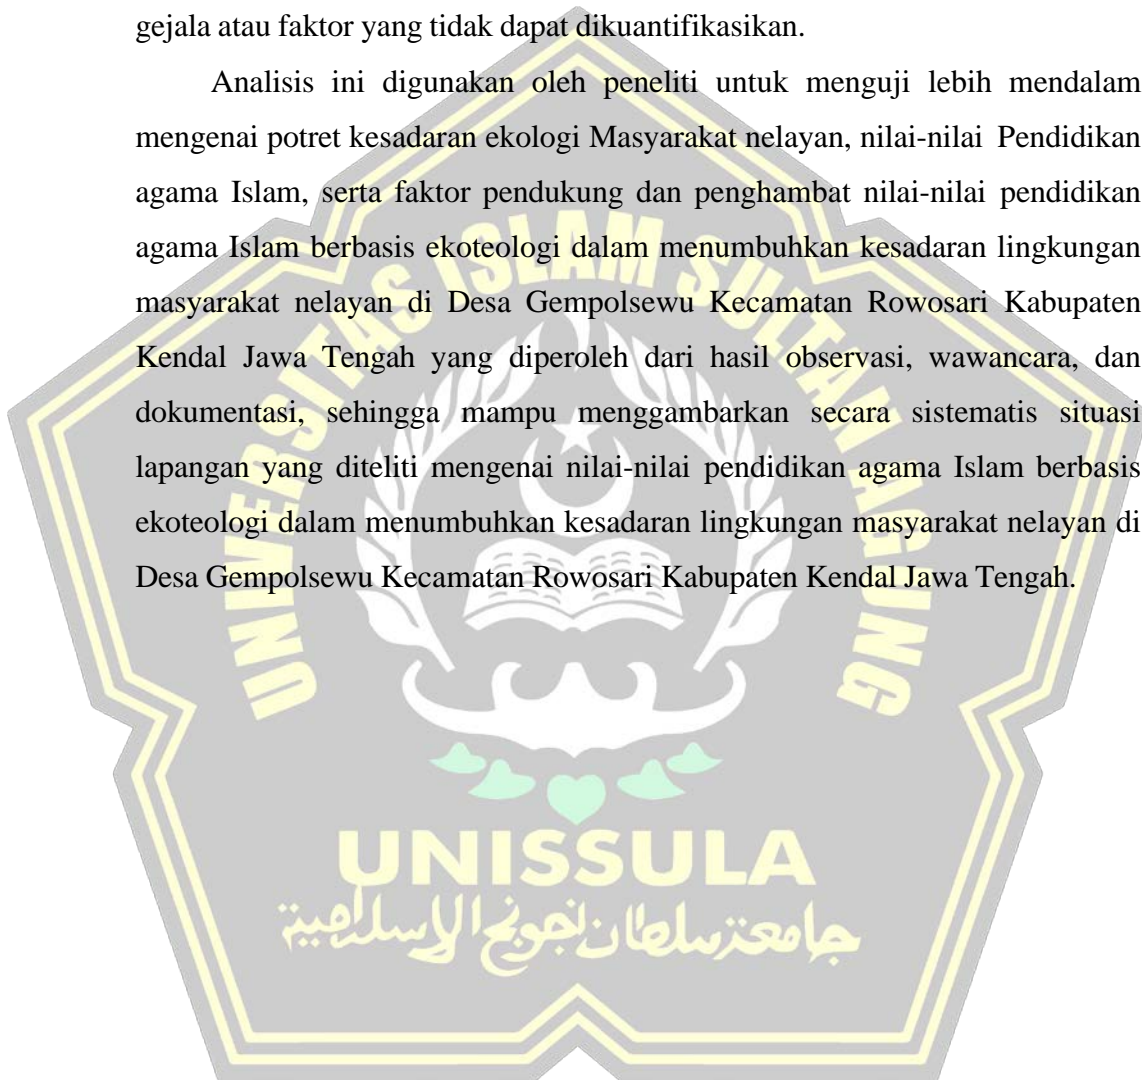 gejala atau faktor yang tidak dapat dikuantifikasikan.
Analisis ini digunakan oleh peneliti untuk menguji lebih mendalam
mengenai potret kesadaran ekologi Masyarakat nelayan, nilai-nilai Pendidikan
agama Islam, serta faktor pendukung dan penghambat nilai-nilai pendidikan
agama Islam berbasis ekoteologi dalam menumbuhkan kesadaran lingkungan
masyarakat nelayan di Desa Gempolsewu Kecamatan Rowosari Kabupaten
Kendal Jawa Tengah yang diperoleh dari hasil observasi, wawancara, dan
dokumentasi, sehingga mampu menggambarkan secara sistematis situasi
lapangan yang diteliti mengenai nilai-nilai pendidikan agama Islam berbasis
ekoteologi dalam menumbuhkan kesadaran lingkungan masyarakat nelayan di
Desa Gempolsewu Kecamatan Rowosari Kabupaten Kendal Jawa Tengah.
UNIVERSITAS ISLAM SULTAN AGUNG
UNISSULA
جامعة سلطان أجونج الإسلامية